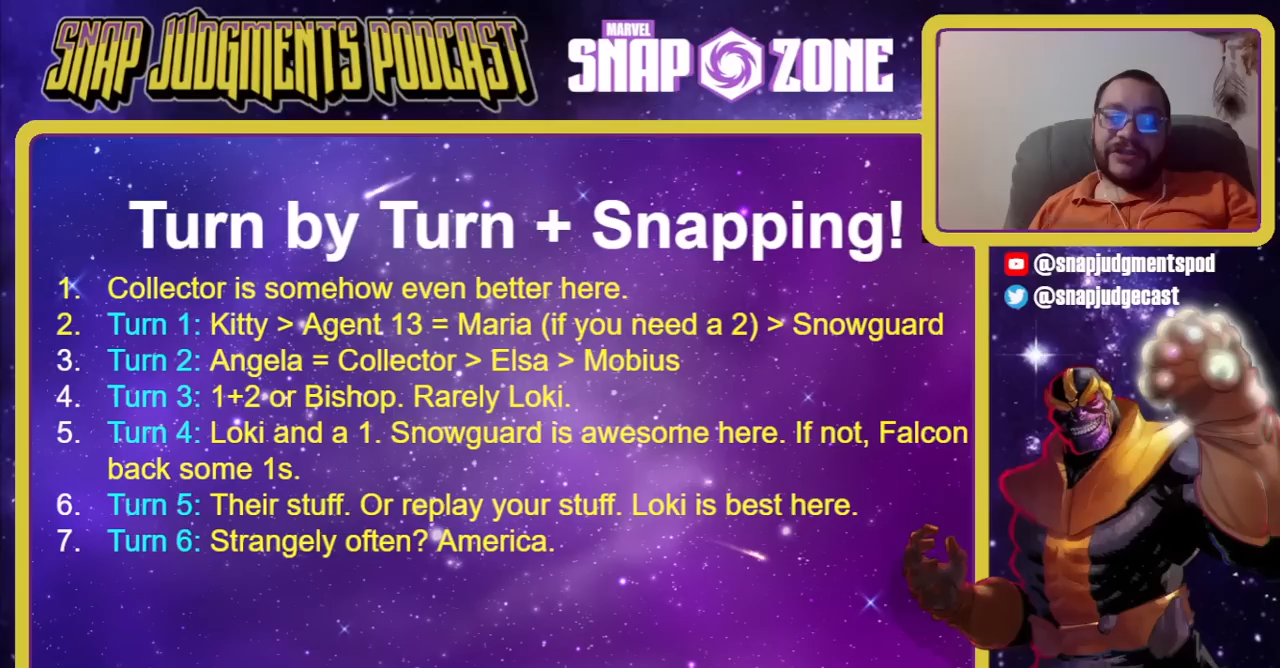 SNAP JUDGMENTS PODCAST
MARVEL
SNAP ZONE
@snapjudgmentspod
@snapjudgecast
Turn by Turn + Snapping!
1. Collector is somehow even better here.
2. Turn 1: Kitty > Agent 13 = Maria (if you need a 2) > Snowguard
3. Turn 2: Angela = Collector > Elsa > Mobius
4. Turn 3: 1+2 or Bishop. Rarely Loki.
5. Turn 4: Loki and a 1. Snowguard is awesome here. If not, Falcon
back some 1s.
6. Turn 5: Their stuff. Or replay your stuff. Loki is best here.
7. Turn 6: Strangely often? America.